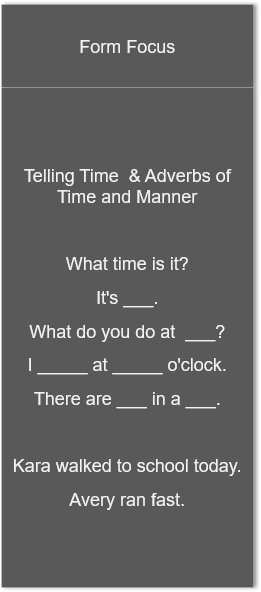 Form Focus
Telling Time & Adverbs of
Time and Manner
What time is it?
It's ___.
What do you do at ___?
I _____ at _____ o'clock.
There are ___ in a ___.
Kara walked to school today.
Avery ran fast.